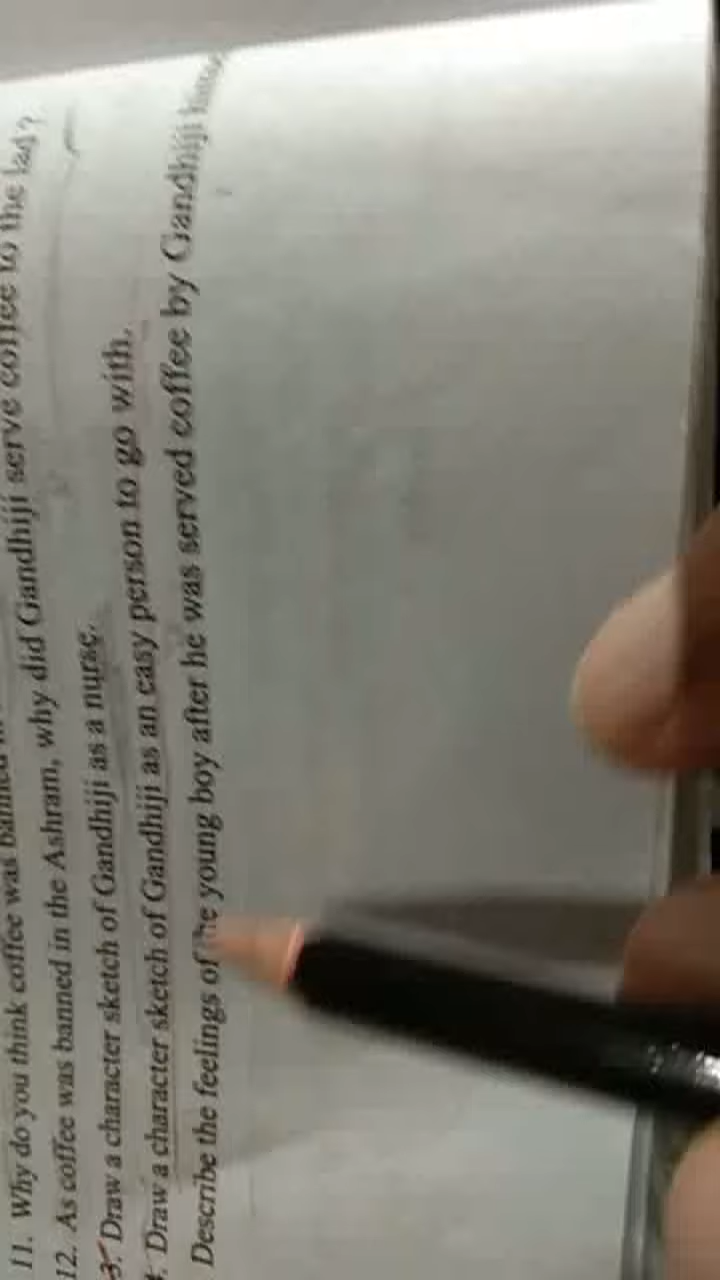 11. Why do you think coffee was banned
12. As coffee was banned in the Ashram, why did Gandhiji serve coffee to the lad?
3. Draw a character sketch of Gandhiji as a nurse.
. Draw a character sketch of Gandhiji as an easy person to go with.
Describe the feelings of the young boy after he was served coffee by Gandhiji